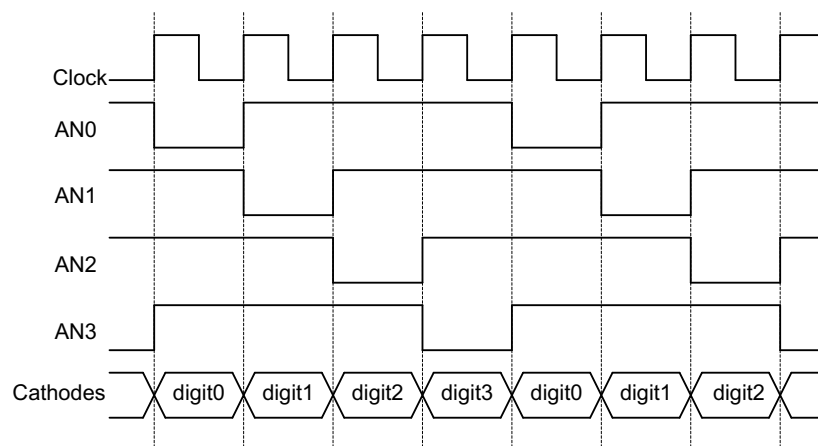 Clock
AN0
AN1
AN2
AN3
Cathodes digit0 digit1 digit2 digit3 digit0 digit1 digit2